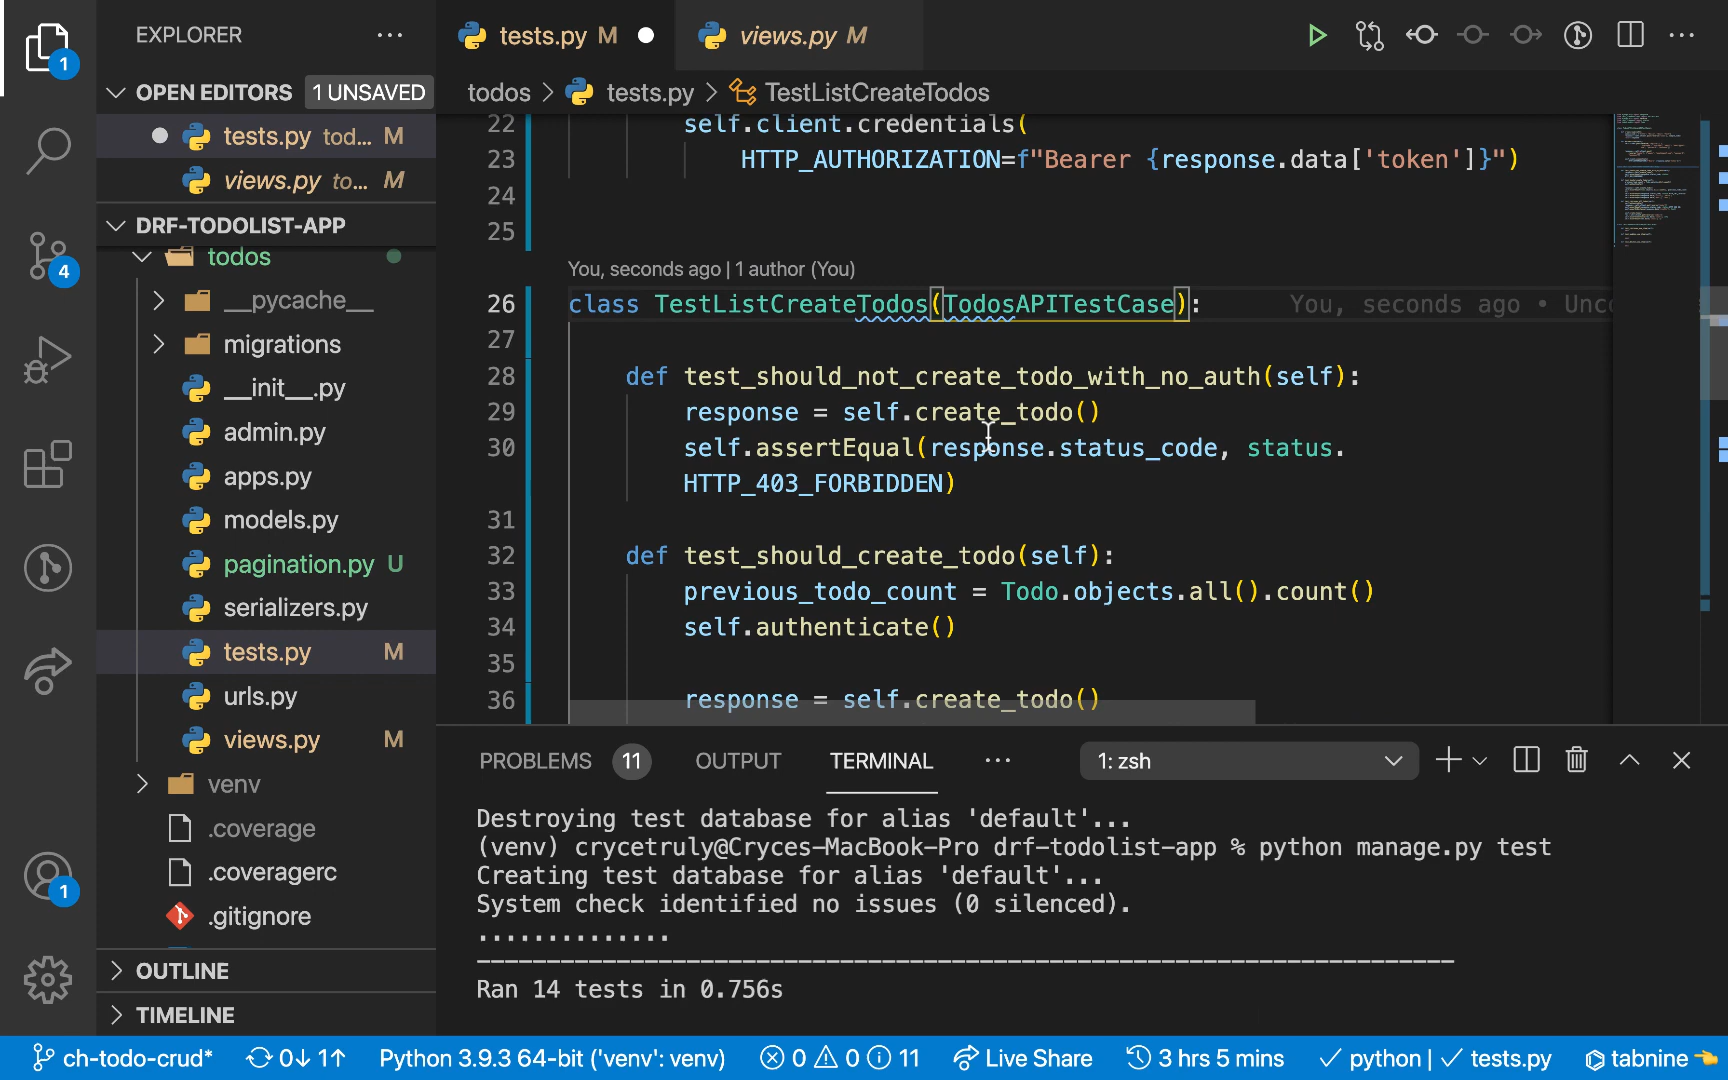 EXPLORER
1
OPEN EDITORS 1 UNSAVED
tests.py tod... M
views.py to... M
DRF-TODOLIST-APP
todos
__pycache__
migrations
__init__.py
admin.py
apps.py
models.py
pagination.py U
serializers.py
tests.py M
urls.py
views.py M
venv
.coverage
.coveragerc
.gitignore
OUTLINE
TIMELINE
4
1
tests.py M
views.py M
todos > tests.py > TestListCreateTodos
22 self.client.credentials(
23 HTTP_AUTHORIZATION=f"Bearer {response.data['token']}")
24
25
You, seconds ago | 1 author (You)
26 class TestListCreateTodos(TodosAPITestCase): You, seconds ago • Unco
27
28 def test_should_not_create_todo_with_no_auth(self):
29 response = self.create_todo()
30 self.assertEqual(response.status_code, status.
HTTP_403_FORBIDDEN)
31
32 def test_should_create_todo(self):
33 previous_todo_count = Todo.objects.all().count()
34 self.authenticate()
35
36 response = self.create_todo()
PROBLEMS 11 OUTPUT TERMINAL ... 1: zsh
Destroying test database for alias 'default'...
(venv) crycetruly@Cryces-MacBook-Pro drf-todolist-app % python manage.py test
Creating test database for alias 'default'...
System check identified no issues (0 silenced).
..............
----------------------------------------------------------------------
Ran 14 tests in 0.756s
ch-todo-crud* 0↓ 1↑ Python 3.9.3 64-bit ('venv': venv) 0 0 11 Live Share 3 hrs 5 mins ✓ python | ✓ tests.py tabnine 👈